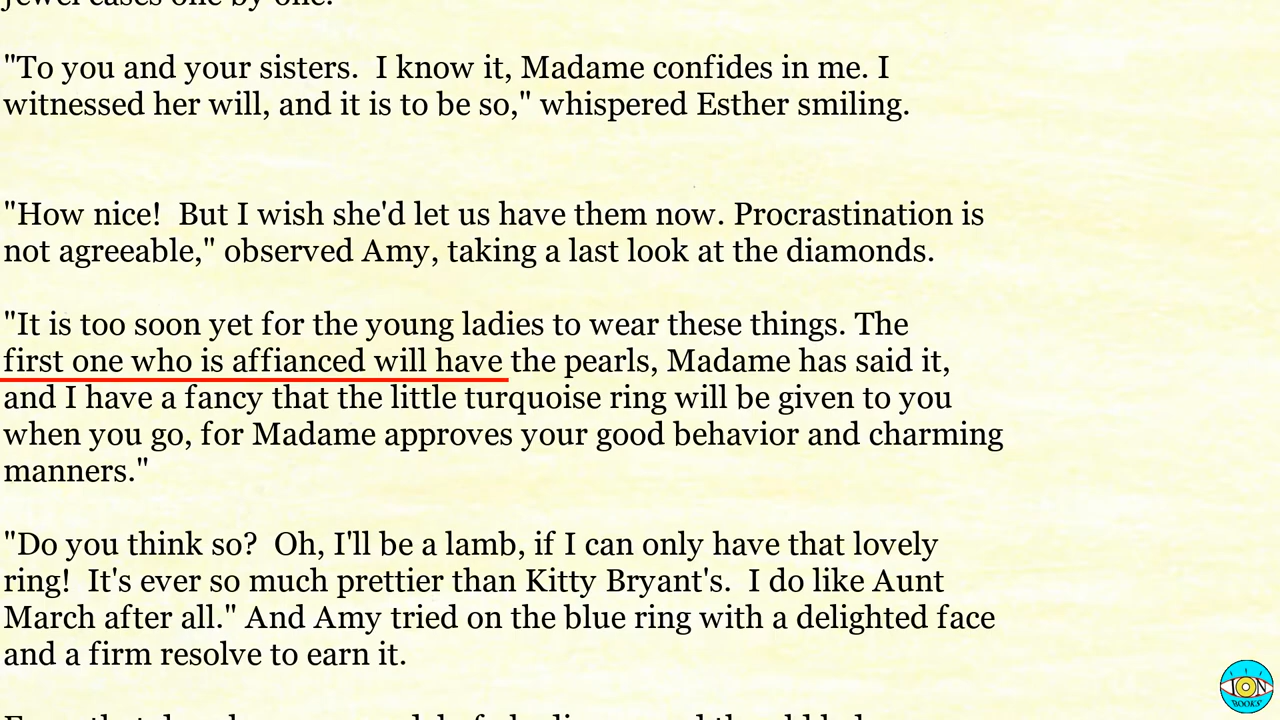 jewel cases one by one.
"To you and your sisters.  I know it, Madame confides in me. I
witnessed her will, and it is to be so," whispered Esther smiling.
"How nice!  But I wish she'd let us have them now. Procrastination is
not agreeable," observed Amy, taking a last look at the diamonds.
"It is too soon yet for the young ladies to wear these things. The
first one who is affianced will have the pearls, Madame has said it,
and I have a fancy that the little turquoise ring will be given to you
when you go, for Madame approves your good behavior and charming
manners."
"Do you think so?  Oh, I'll be a lamb, if I can only have that lovely
ring!  It's ever so much prettier than Kitty Bryant's.  I do like Aunt
March after all." And Amy tried on the blue ring with a delighted face
and a firm resolve to earn it.
ION
BOOKS